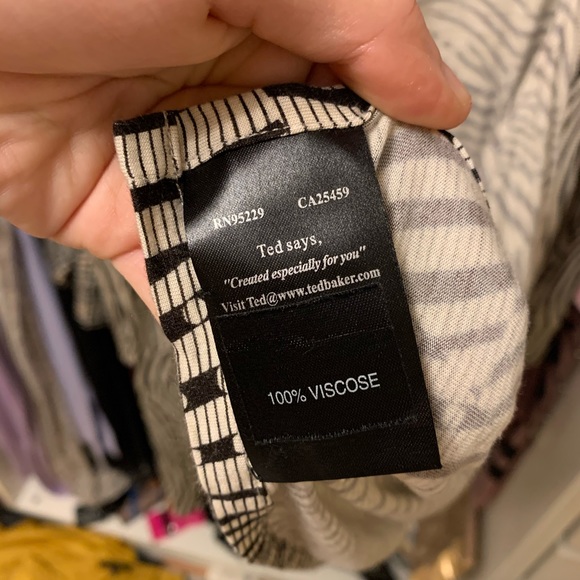 RN95229 CA25459
Ted says,
"Created especially for you"
Visit Ted@www.tedbaker.com
100% VISCOSE